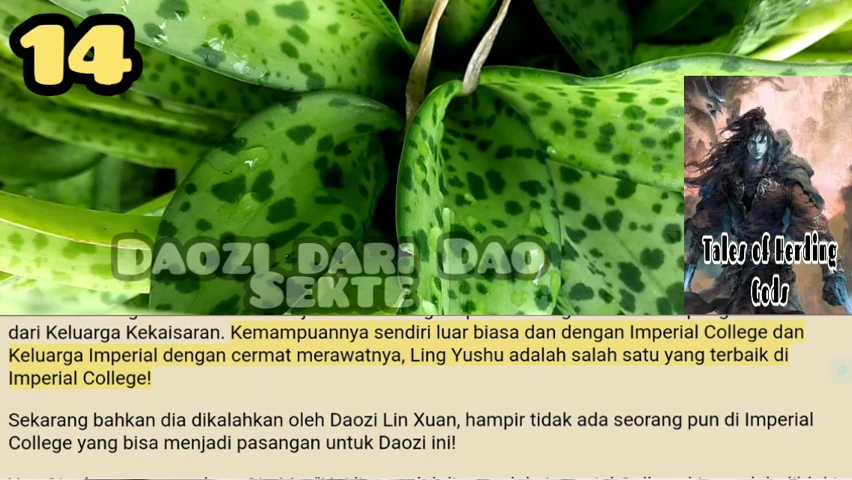 14
DAOZI DARI DAO
SEKTE
Tales of Herding
Gods
dari Keluarga Kekaisaran. Kemampuannya sendiri luar biasa dan dengan Imperial College dan
Keluarga Imperial dengan cermat merawatnya, Ling Yushu adalah salah satu yang terbaik di
Imperial College!
Sekarang bahkan dia dikalahkan oleh Daozi Lin Xuan, hampir tidak ada seorang pun di Imperial
College yang bisa menjadi pasangan untuk Daozi ini!